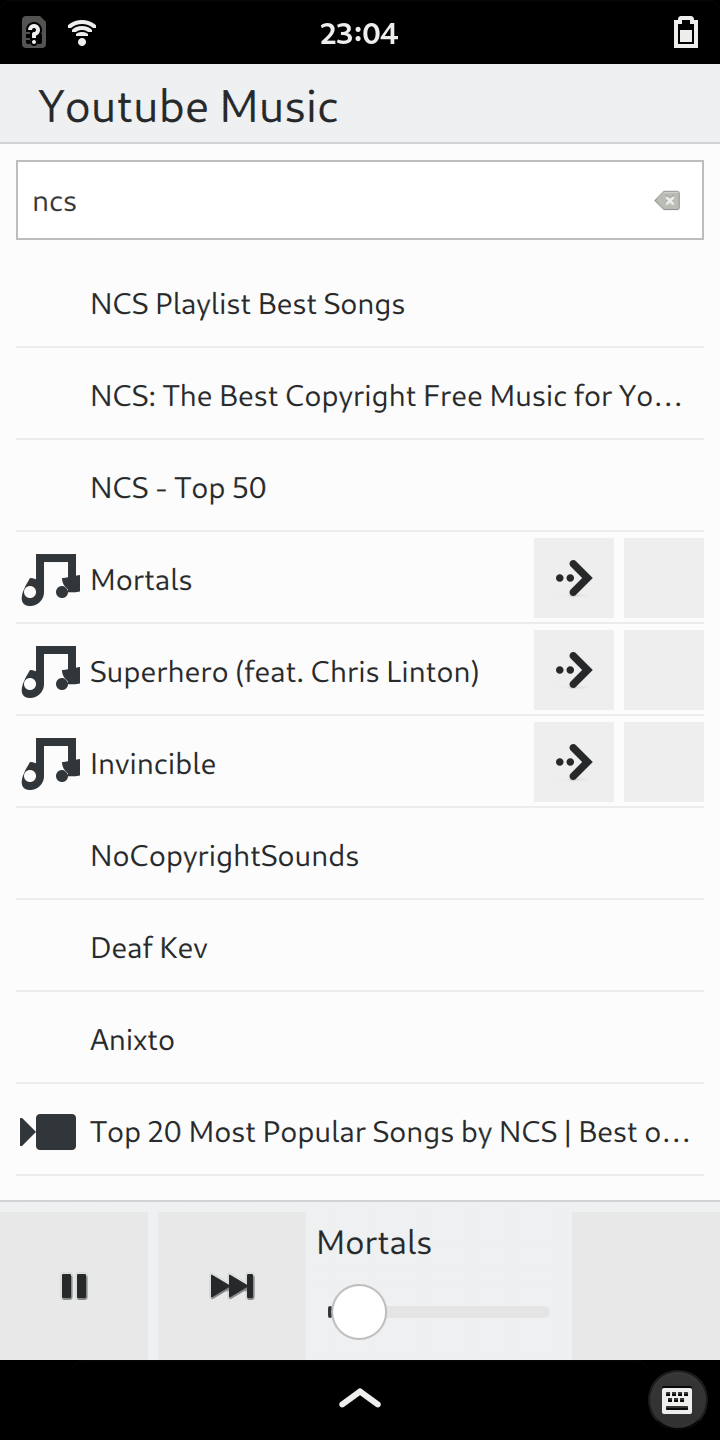 23:04
Youtube Music
ncs
NCS Playlist Best Songs
NCS: The Best Copyright Free Music for Yo...
NCS - Top 50
Mortals
Superhero (feat. Chris Linton)
Invincible
NoCopyrightSounds
Deaf Kev
Anixto
Top 20 Most Popular Songs by NCS | Best o...
Mortals